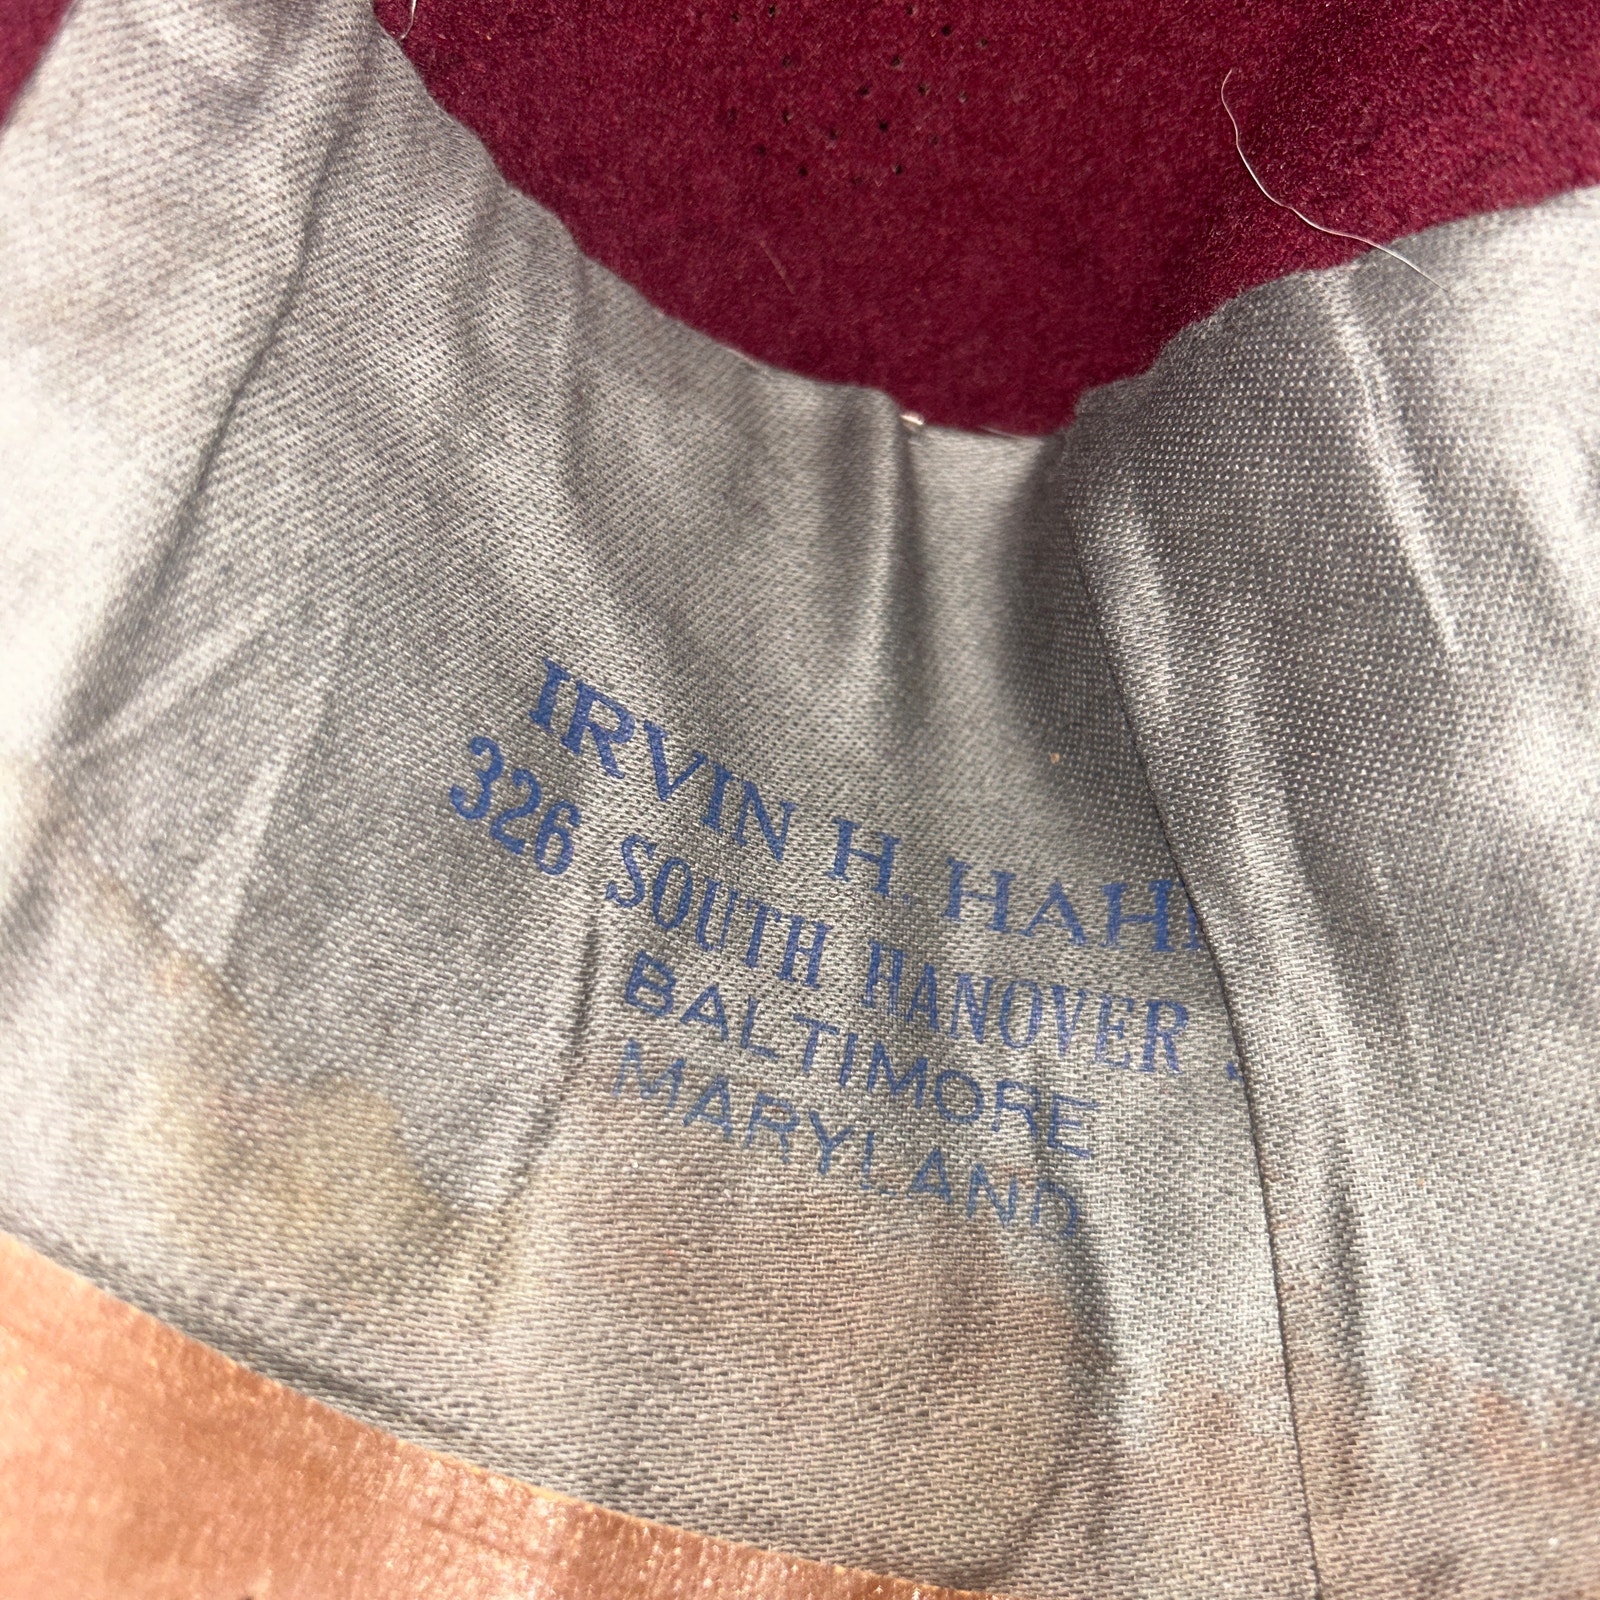 IRVIN H. HAHN
326 SOUTH HANOVER
BALTIMORE
MARYLAND